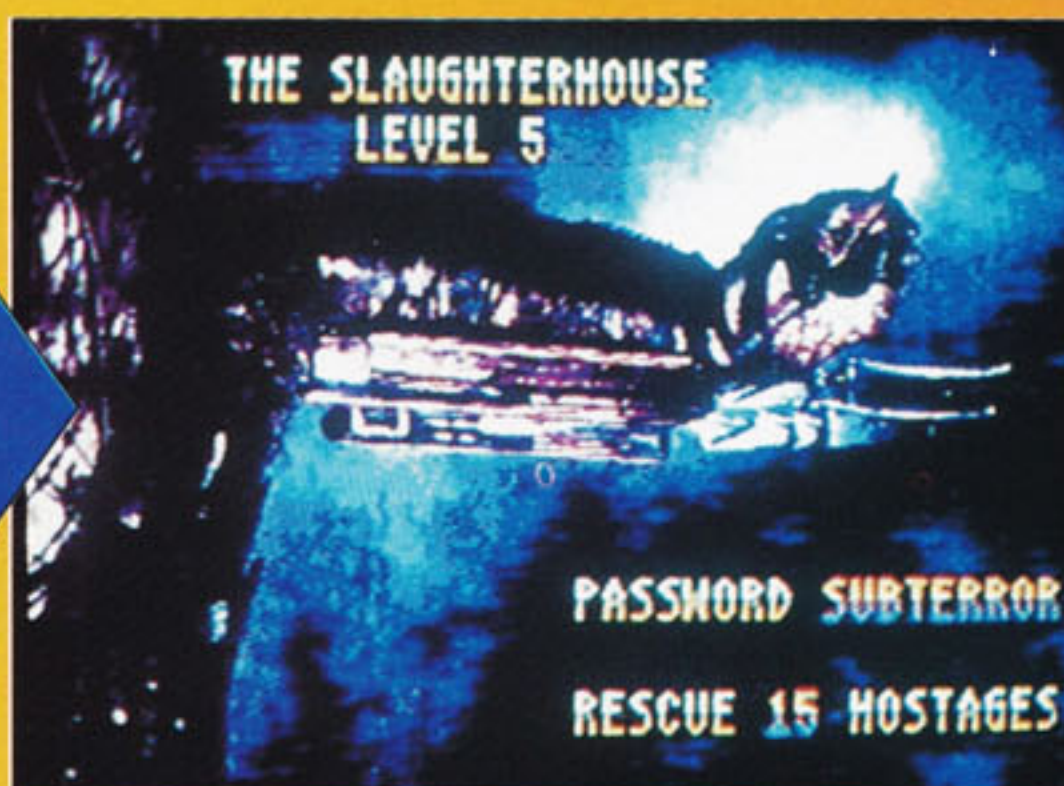 THE SLAUGHTERHOUSE
LEVEL 5
PASSWORD SUBTERROR
RESCUE 15 HOSTAGES